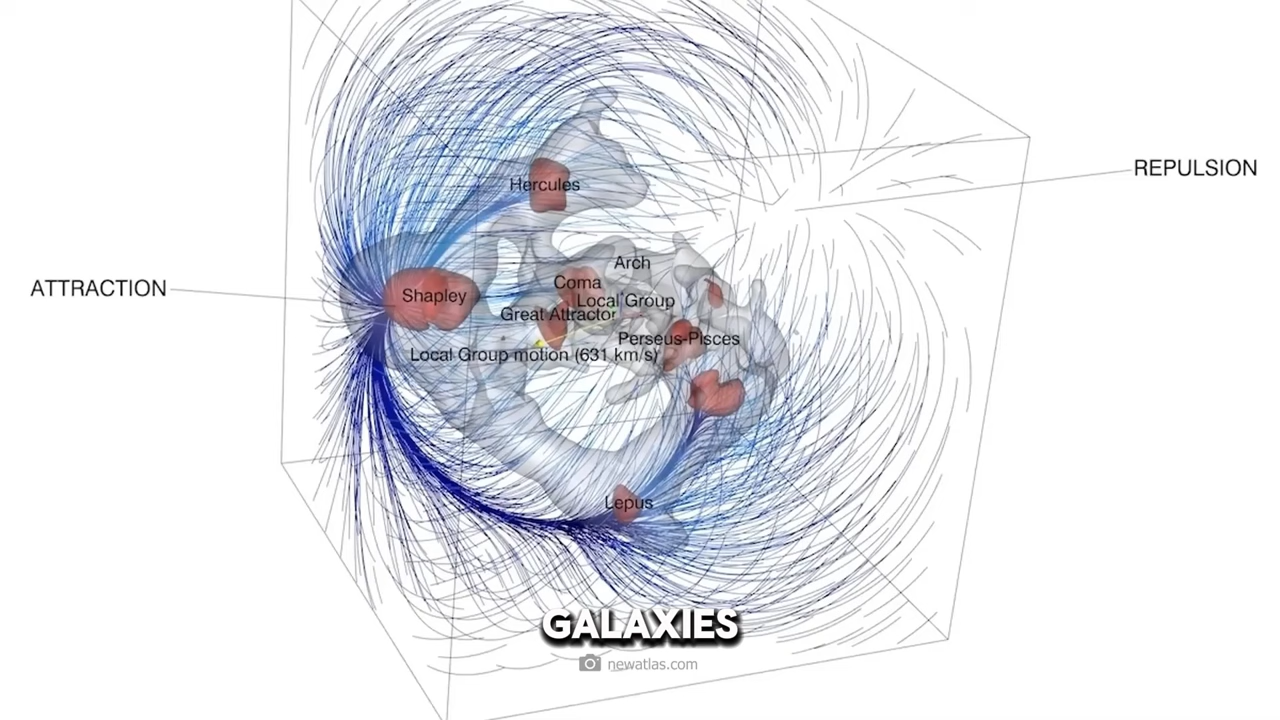 REPULSION
Hercules
Arch
Coma
ATTRACTION
Shapley
Local Group
Great Attractor
Perseus-Pisces
Local Group motion (631 km/s)
Lepus
GALAXIES
newatlas.com